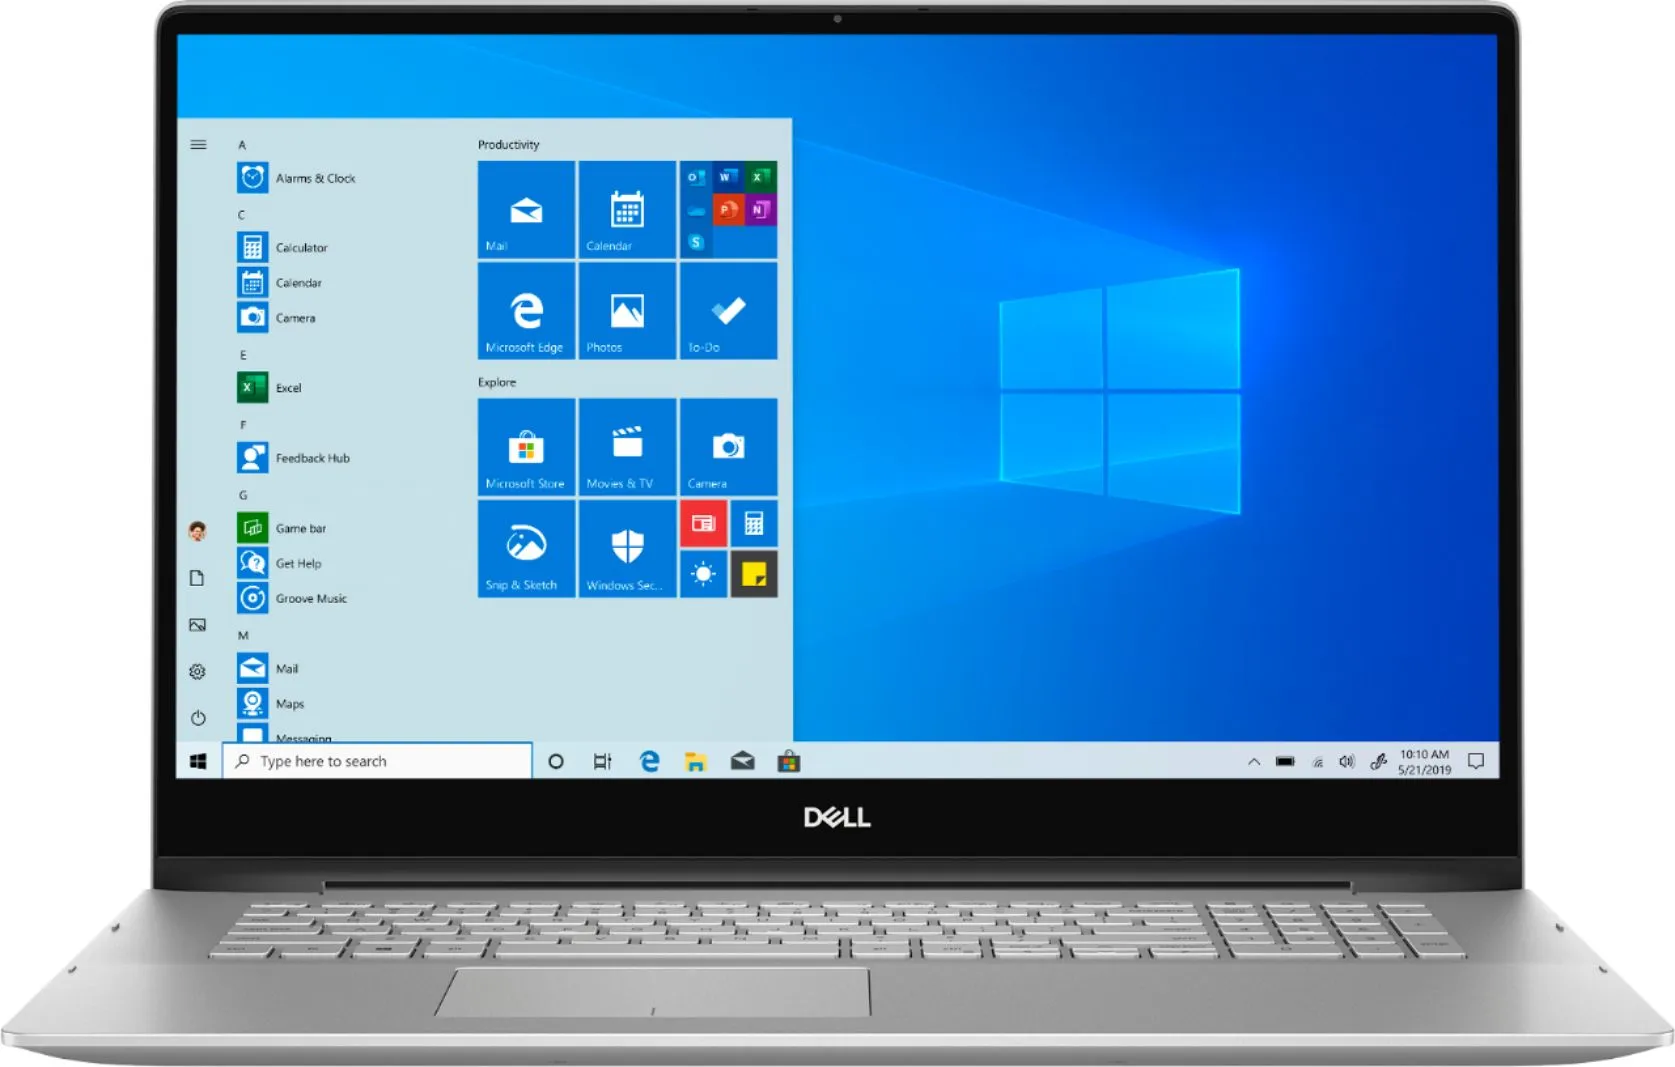 A
Alarms & Clock
C
Calculator
Calendar
Camera
E
Excel
F
Feedback Hub
G
Game bar
Get Help
Groove Music
M
Mail
Maps
Messaging
Productivity
Mail
Calendar
Microsoft Edge
Photos
To-Do
Explore
Microsoft Store
Movies & TV
Camera
Snip & Sketch
Windows Sec...
Type here to search
10:10 AM
5/21/2019
DELL